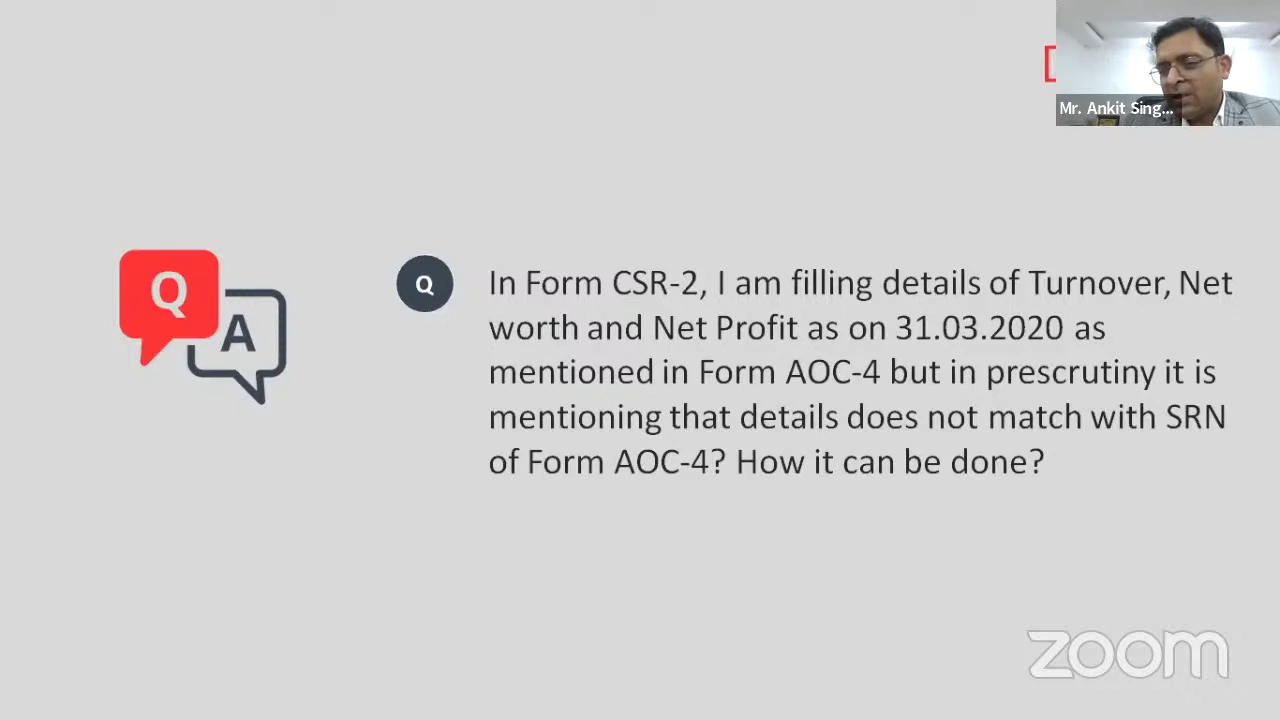 Mr. Ankit Sing...
Q
A
Q
In Form CSR-2, I am filling details of Turnover, Net
worth and Net Profit as on 31.03.2020 as
mentioned in Form AOC-4 but in prescrutiny it is
mentioning that details does not match with SRN
of Form AOC-4? How it can be done?
zoom